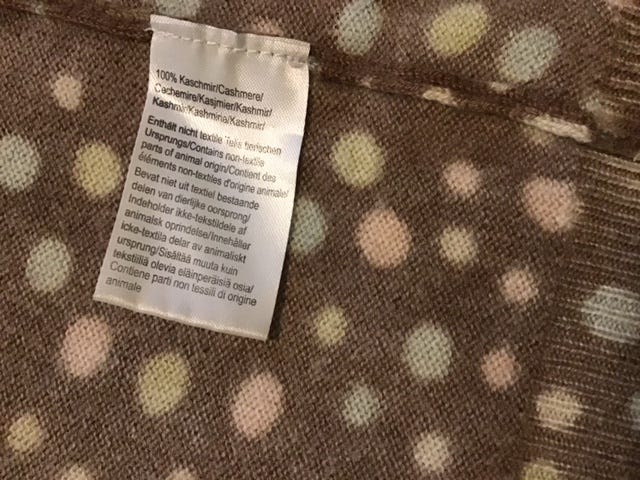 100% Kaschmir/Cashmere/
Cachemire/Kasjmier/Kashmir/
Kashmir/Kashmiria/Kashmir/
Enthält nicht textile Teile tierischen
Ursprungs/Contains non-textile
parts of animal origin/Contient des
éléments non-textiles d'origine animale/
Bevat niet uit textiel bestaande
delen van dierlijke oorsprong/
Indeholder ikke-tekstildele af
animalsk oprindelse/Innehåller
icke-textila delar av animaliskt
ursprung/Sisältää muuta kuin
tekstiiliä olevia eläinperäisiä osia/
Contiene parti non tessili di origine
animale